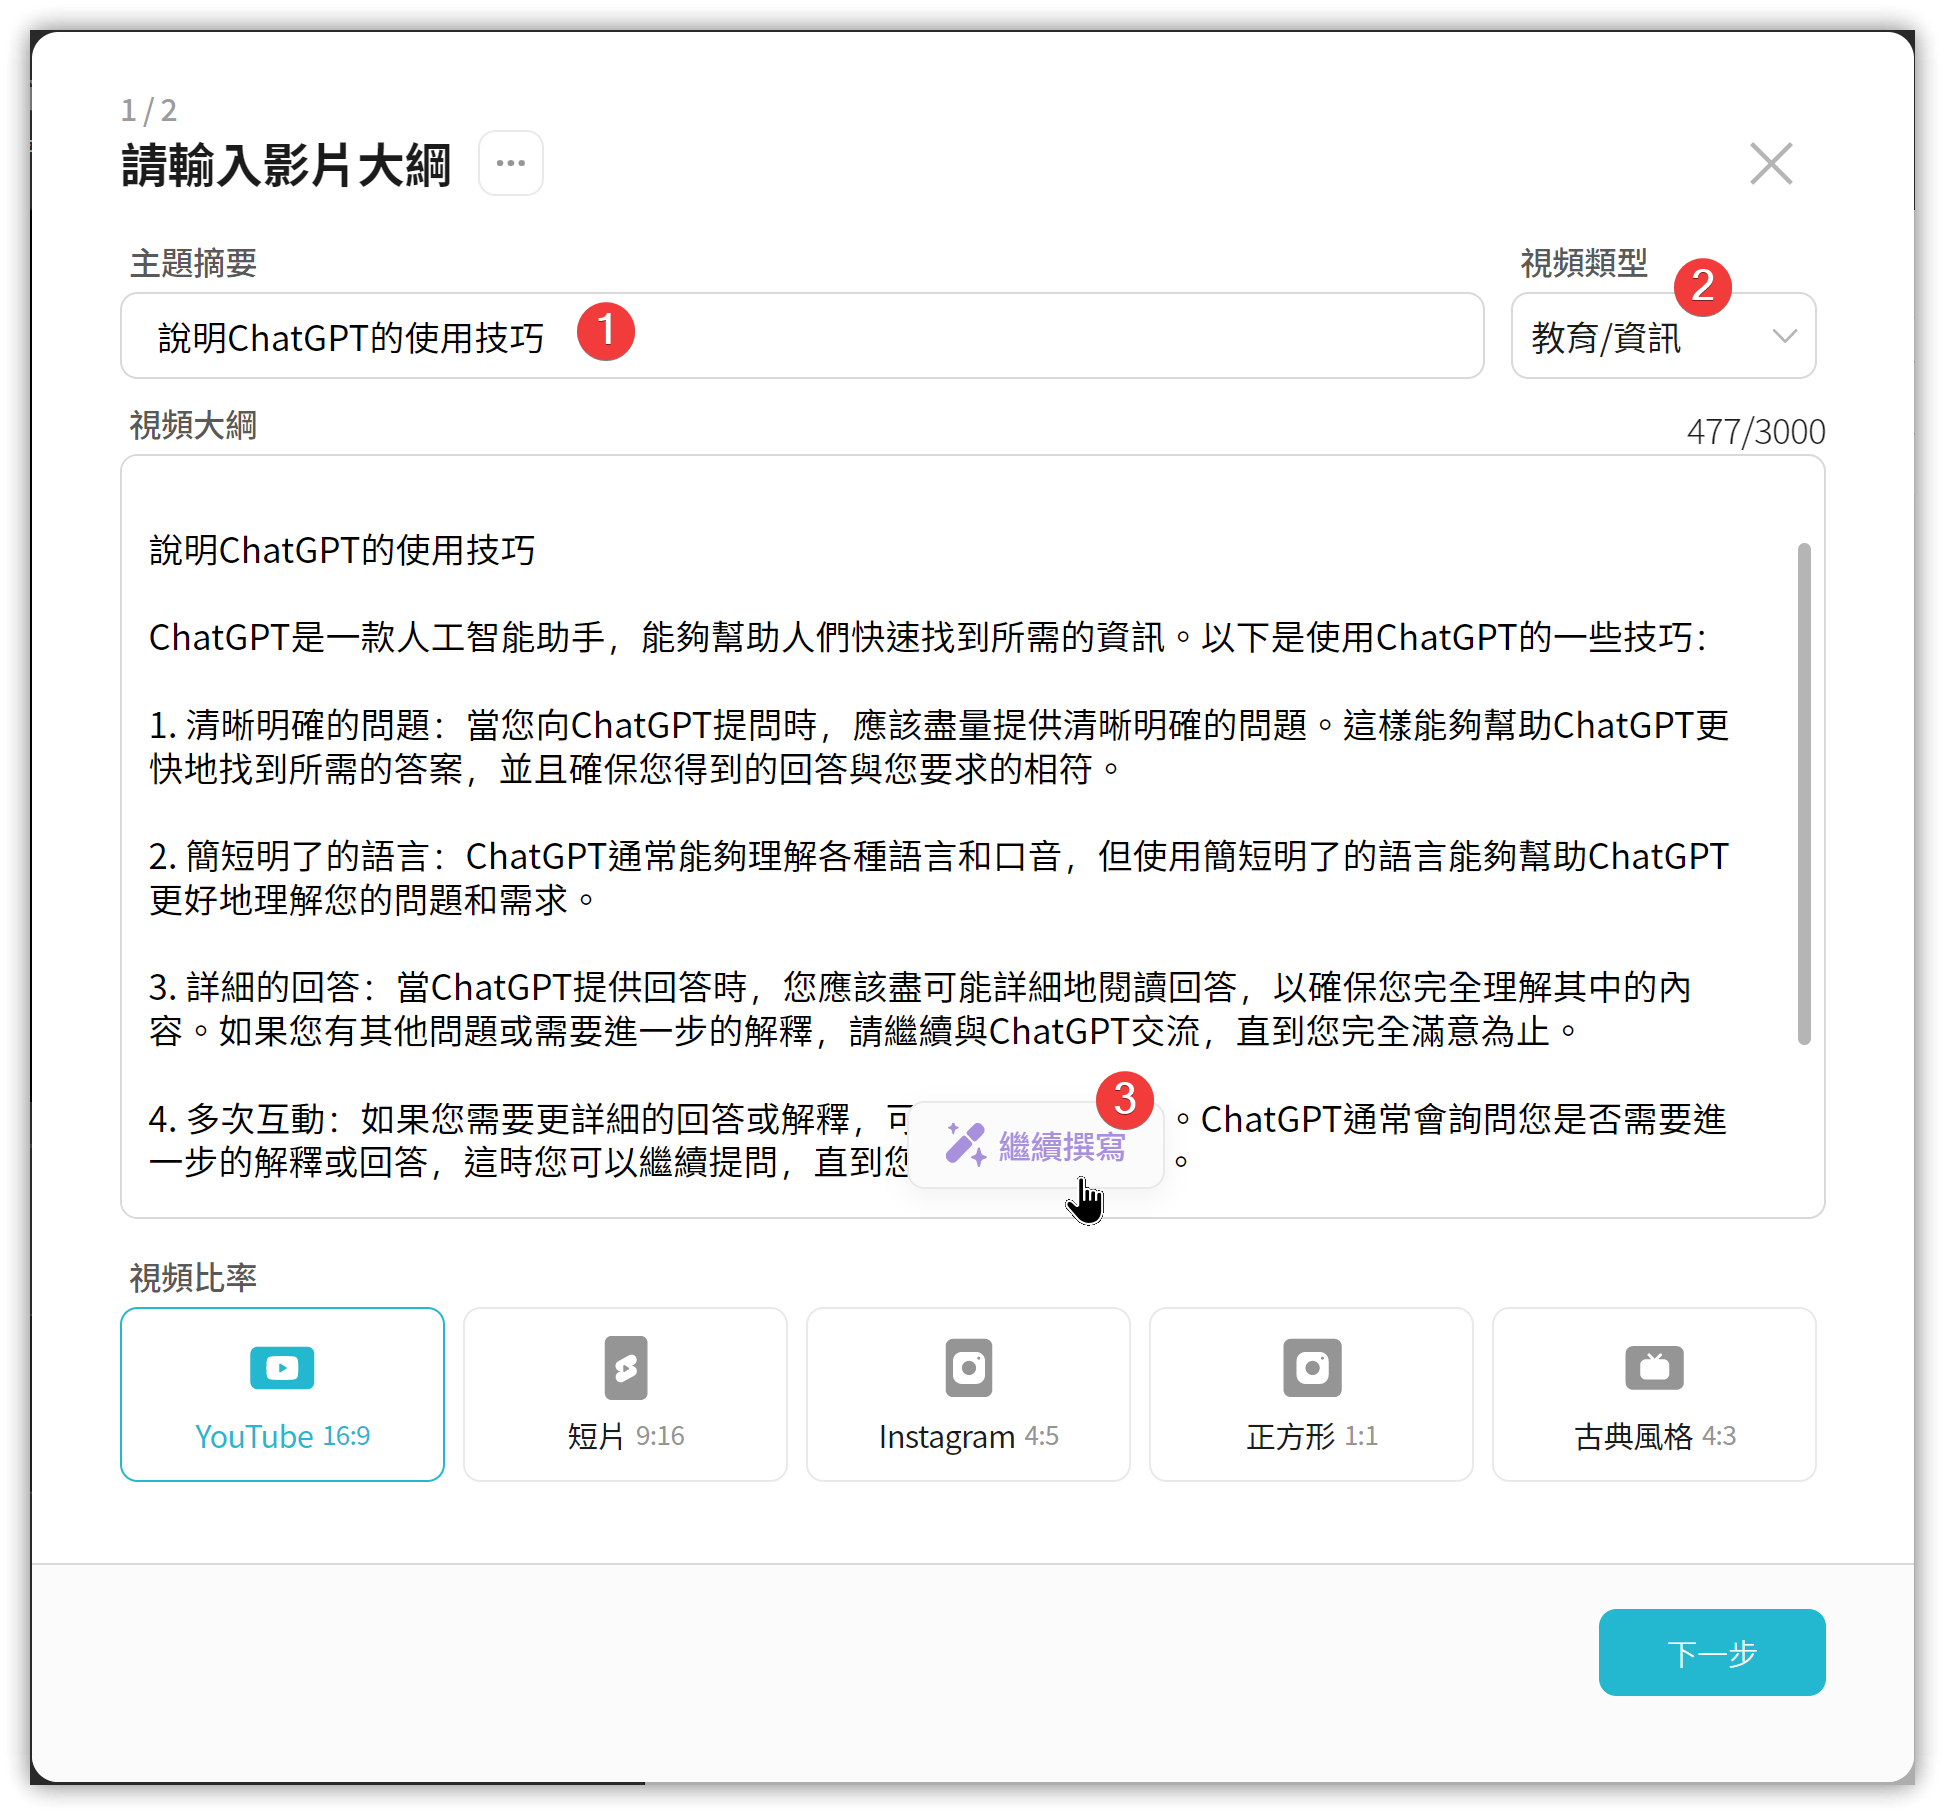 1 / 2
請輸入影片大綱
主題摘要
視頻類型
說明ChatGPT的使用技巧
1
2
教育/資訊
視頻大綱
477/3000
說明ChatGPT的使用技巧
ChatGPT是一款人工智能助手，能夠幫助人們快速找到所需的資訊。以下是使用ChatGPT的一些技巧：
1. 清晰明確的問題：當您向ChatGPT提問時，應該盡量提供清晰明確的問題。這樣能夠幫助ChatGPT更
快地找到所需的答案，並且確保您得到的回答與您要求的相符。
2. 簡短明了的語言：ChatGPT通常能夠理解各種語言和口音，但使用簡短明了的語言能夠幫助ChatGPT
更好地理解您的問題和需求。
3. 詳細的回答：當ChatGPT提供回答時，您應該盡可能詳細地閱讀回答，以確保您完全理解其中的內
容。如果您有其他問題或需要進一步的解釋，請繼續與ChatGPT交流，直到您完全滿意為止。
4. 多次互動：如果您需要更詳細的回答或解釋，可。ChatGPT通常會詢問您是否需要進
一步的解釋或回答，這時您可以繼續提問，直到您。
3
繼續撰寫
視頻比率
YouTube 16:9
短片 9:16
Instagram 4:5
正方形 1:1
古典風格 4:3
下一步